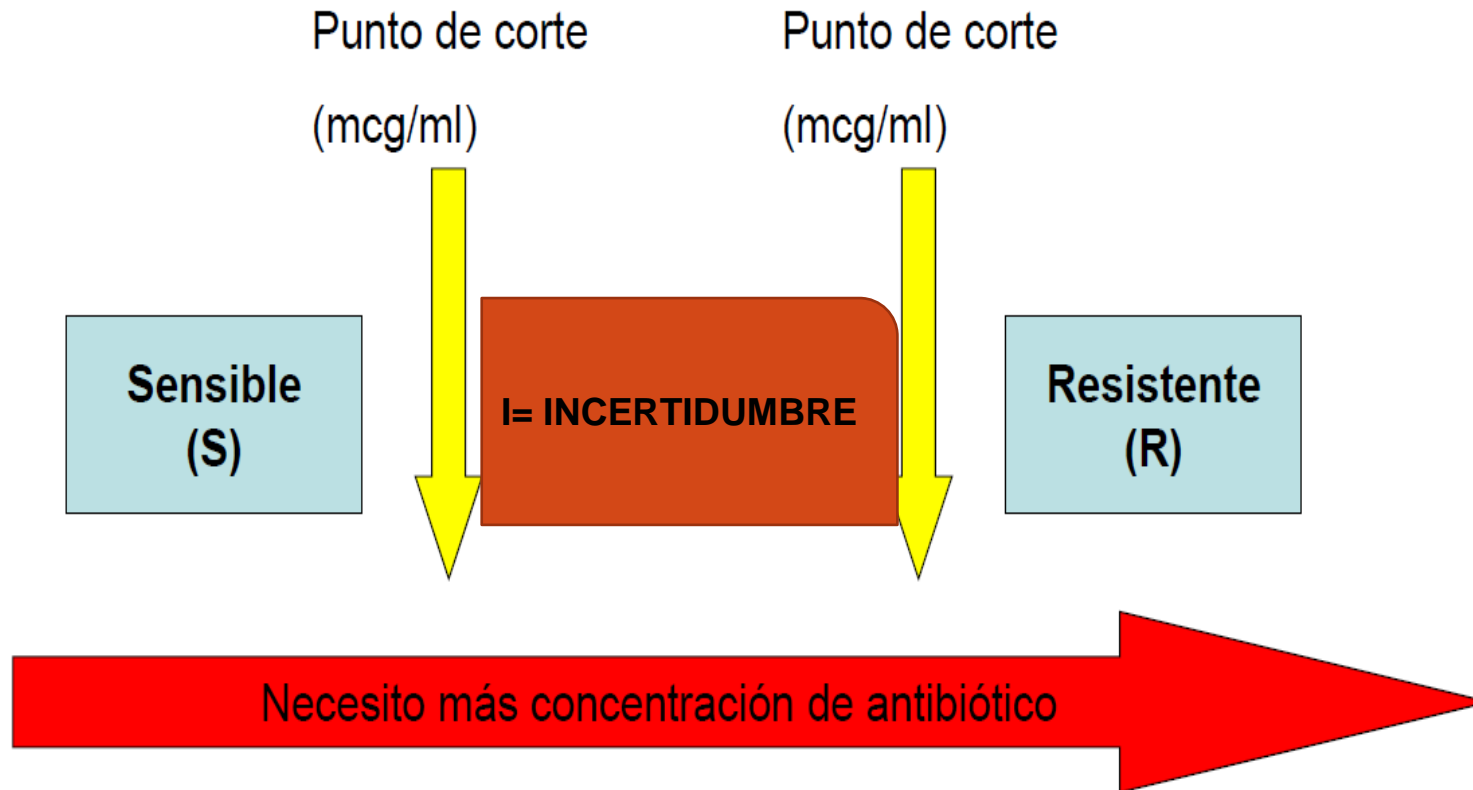 Punto de corte
(mcg/ml)
Punto de corte
(mcg/ml)
Sensible
(S)
I= INCERTIDUMBRE
Resistente
(R)
Necesito más concentración de antibiótico